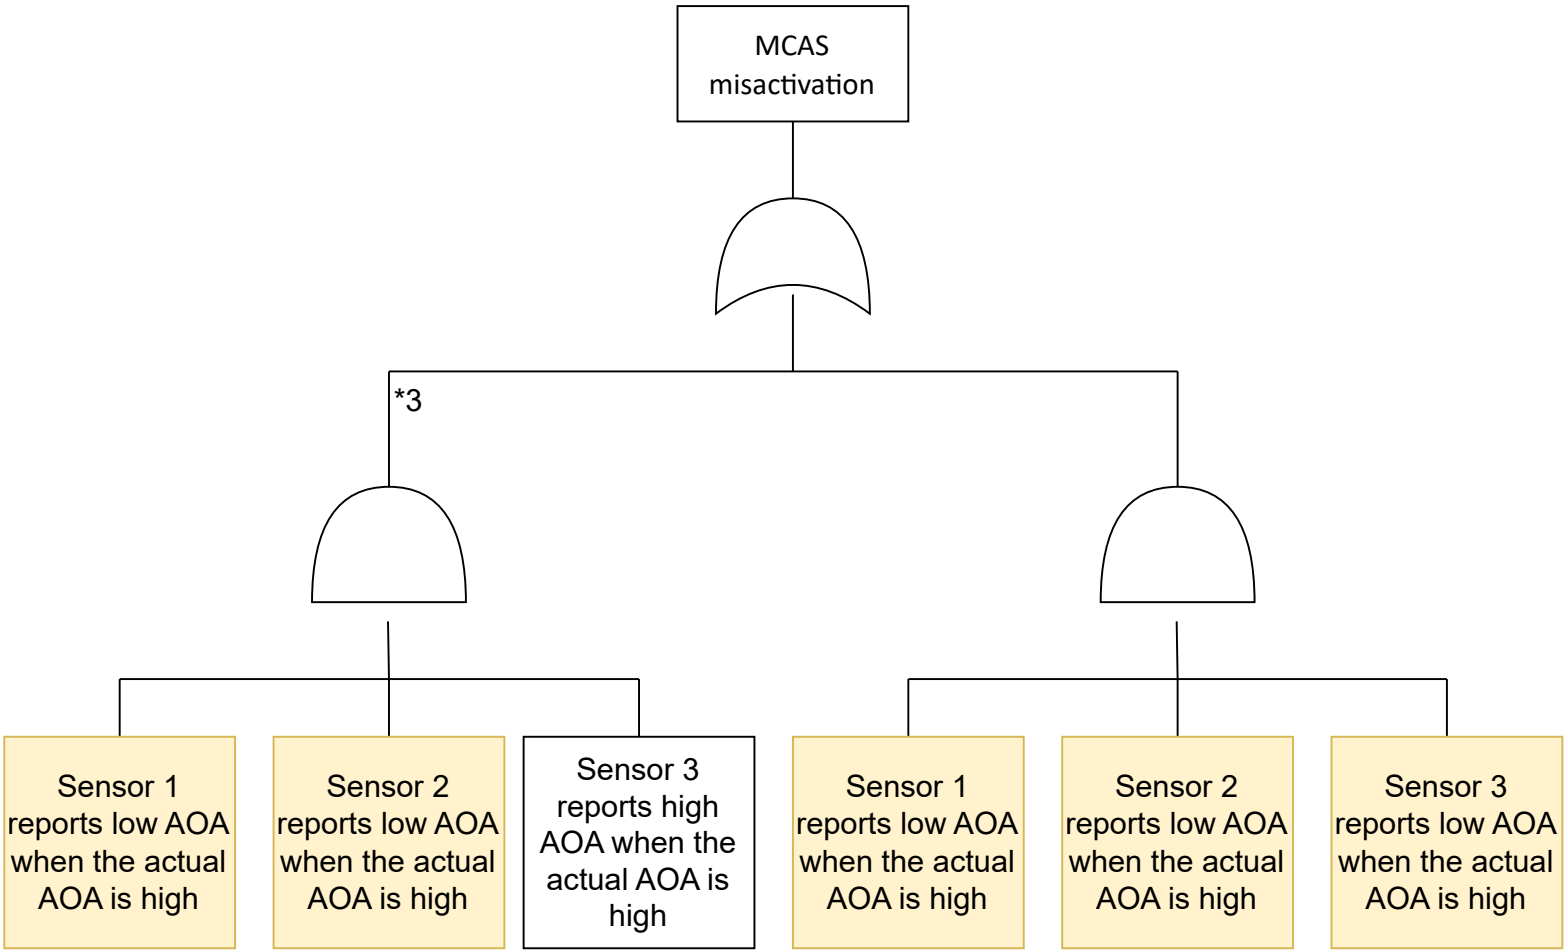 MCAS
misactivation
*3
Sensor 1
reports low AOA
when the actual
AOA is high
Sensor 2
reports low AOA
when the actual
AOA is high
Sensor 3
reports high
AOA when the
actual AOA is
high
Sensor 1
reports low AOA
when the actual
AOA is high
Sensor 2
reports low AOA
when the actual
AOA is high
Sensor 3
reports low AOA
when the actual
AOA is high